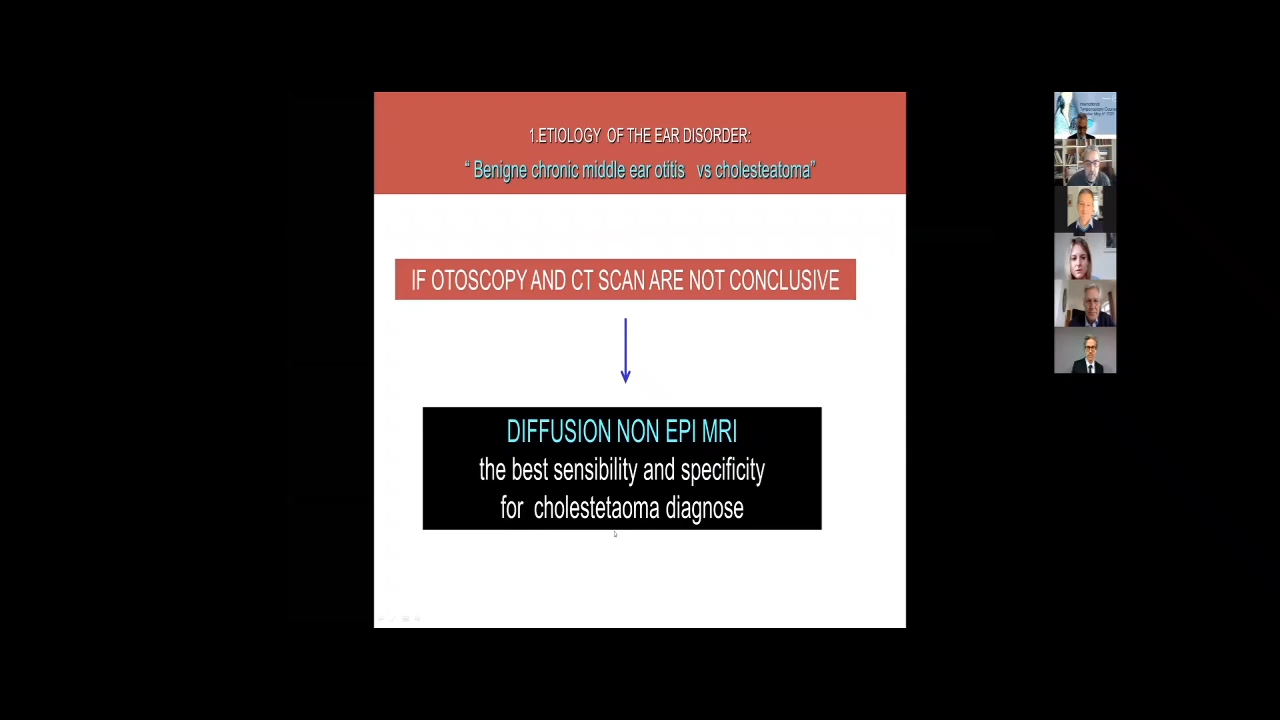 1.ETIOLOGY OF THE EAR DISORDER:
“ Benigne chronic middle ear otitis vs cholesteatoma”
IF OTOSCOPY AND CT SCAN ARE NOT CONCLUSIVE
DIFFUSION NON EPI MRI
the best sensibility and specificity
for cholestetaoma diagnose
International